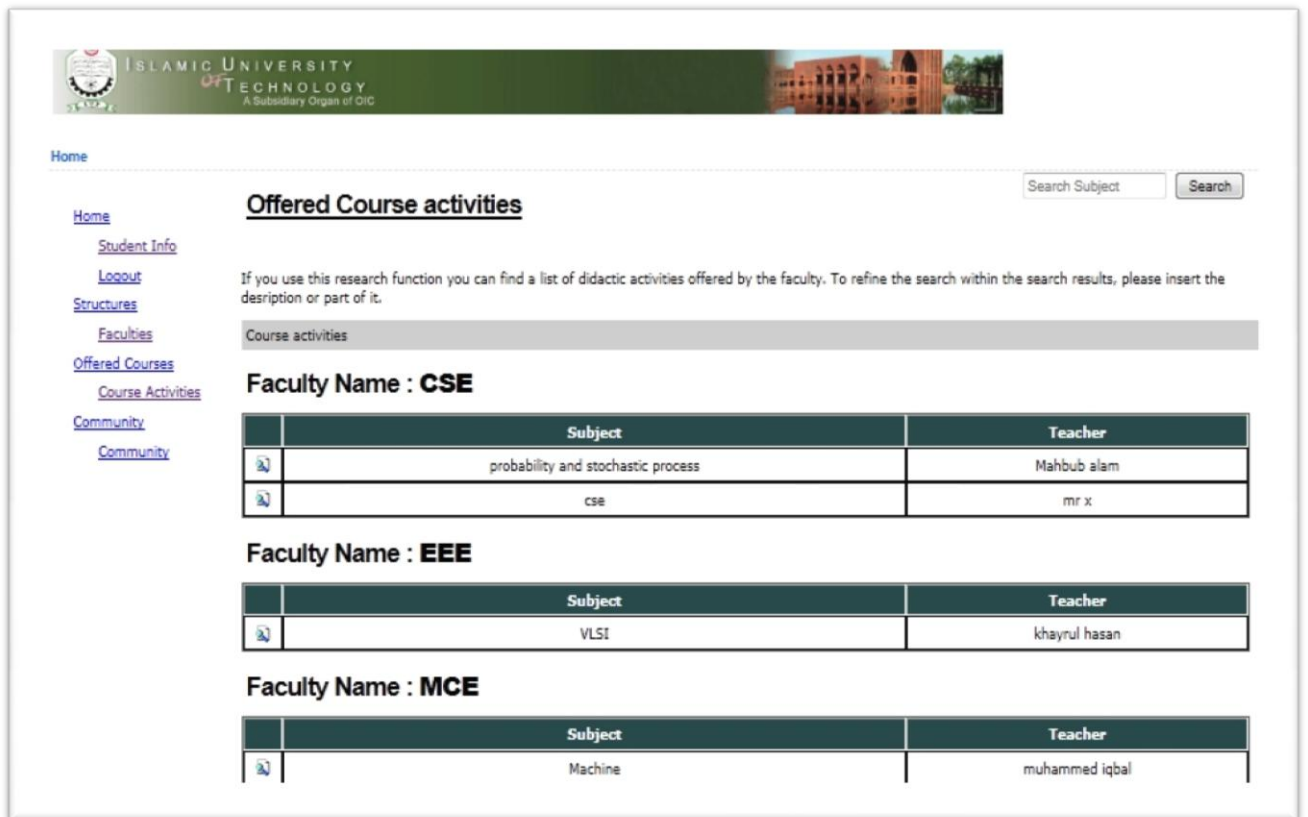 ISLAMIC UNIVERSITY
OF TECHNOLOGY
A Subsidiary Organ of OIC
Home
Search Subject Search
Offered Course activities
Home
Student Info
Logout
Structures
Faculties
Offered Courses
Course Activities
Community
Community
If you use this research function you can find a list of didactic activities offered by the faculty. To refine the search within the search results, please insert the
desription or part of it.
Course activities
Faculty Name : CSE
Subject Teacher
probability and stochastic process Mahbub alam
cse mr x
Faculty Name : EEE
Subject Teacher
VLSI khayrul hasan
Faculty Name : MCE
Subject Teacher
Machine muhammed iqbal